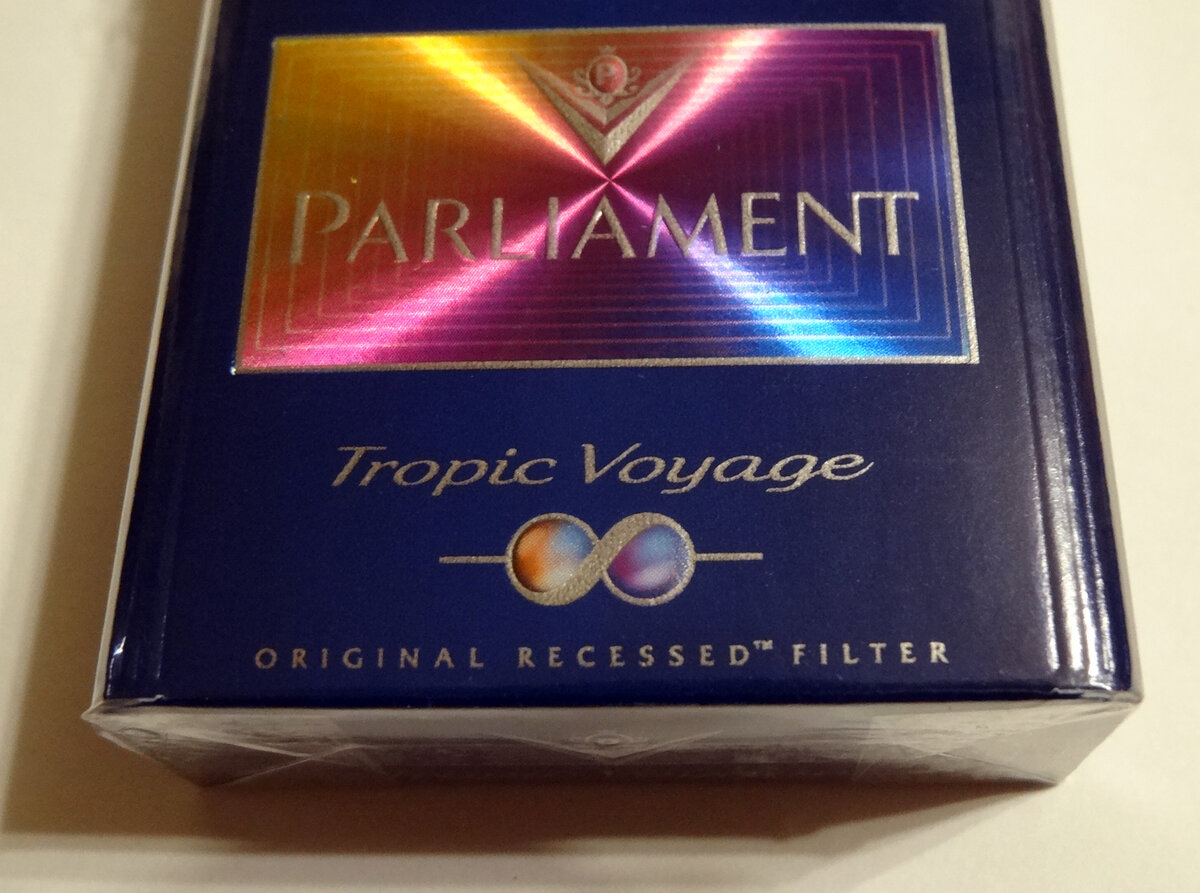 P
PARLIAMENT
Tropic Voyage
ORIGINAL RECESSED™ FILTER